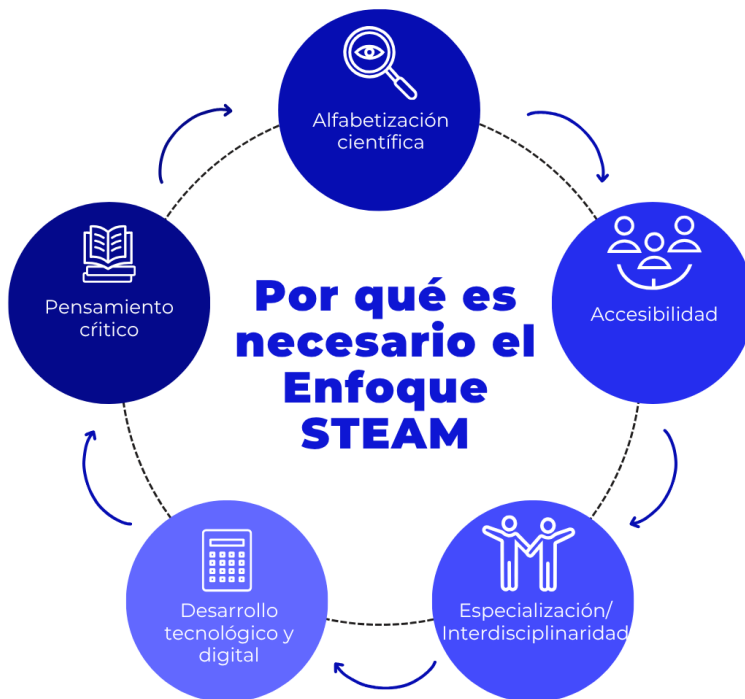 Alfabetización
científica
Accesibilidad
Especialización/
Interdisciplinaridad
Desarrollo
tecnológico y
digital
Pensamiento
crítico
Por qué es
necesario el
Enfoque
STEAM